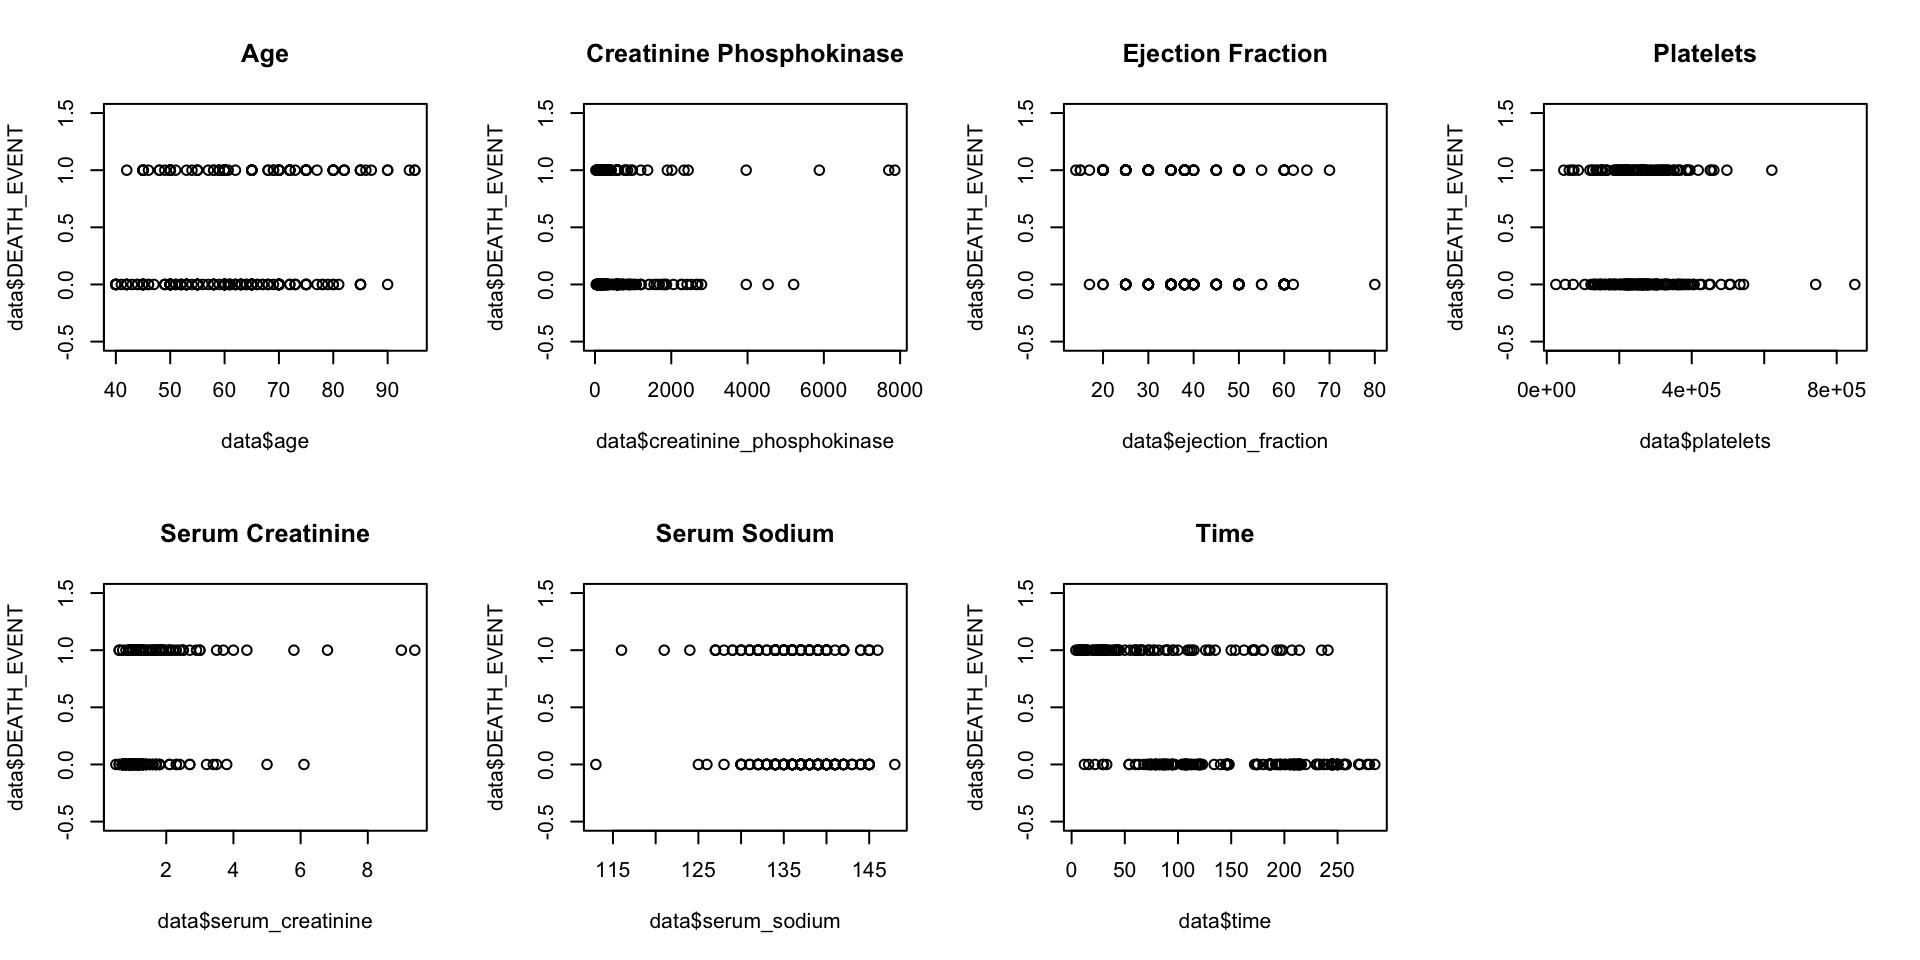 Age
data$DEATH_EVENT
1.5
1.0
0.5
0.0
-0.5
40 50 60 70 80 90
data$age
Creatinine Phosphokinase
data$DEATH_EVENT
1.5
1.0
0.5
0.0
-0.5
0 2000 4000 6000 8000
data$creatinine_phosphokinase
Ejection Fraction
data$DEATH_EVENT
1.5
1.0
0.5
0.0
-0.5
20 30 40 50 60 70 80
data$ejection_fraction
Platelets
data$DEATH_EVENT
1.5
1.0
0.5
0.0
-0.5
0e+00 4e+05 8e+05
data$platelets
Serum Creatinine
data$DEATH_EVENT
1.5
1.0
0.5
0.0
-0.5
2 4 6 8
data$serum_creatinine
Serum Sodium
data$DEATH_EVENT
1.5
1.0
0.5
0.0
-0.5
115 125 135 145
data$serum_sodium
Time
data$DEATH_EVENT
1.5
1.0
0.5
0.0
-0.5
0 50 100 150 200 250
data$time